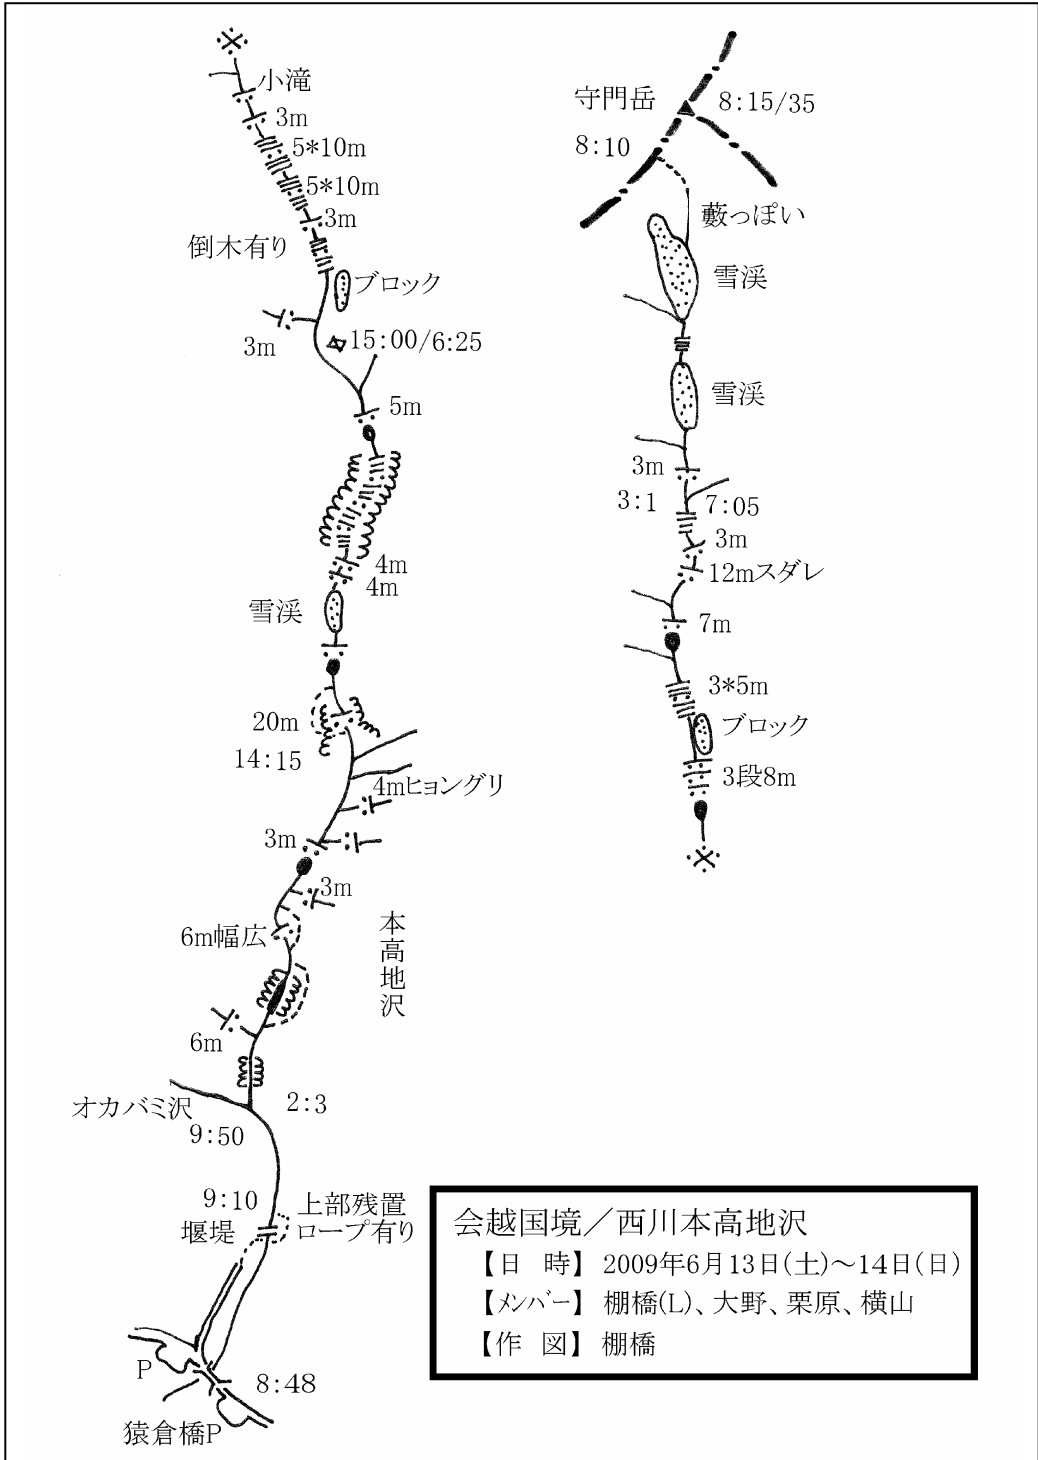 小滝
3m
5*10m
5*10m
3m
倒木有り
ブロック
15:00/6:25
3m
5m
4m
4m
雪渓
20m
14:15
4mヒョングリ
3m
3m
6m幅広
本高地沢
6m
オカバミ沢
2:3
9:50
9:10
上部残置
ロープ有り
堰堤
P
8:48
猿倉橋P
守門岳
8:15/35
8:10
藪っぽい
雪渓
雪渓
3m
3:1
7:05
3m
12mスダレ
7m
3*5m
ブロック
3段8m
会越国境／西川本高地沢
【日 時】 2009年6月13日(土)～14日(日)
【メンバー】 棚橋(L)、大野、栗原、横山
【作 図】 棚橋